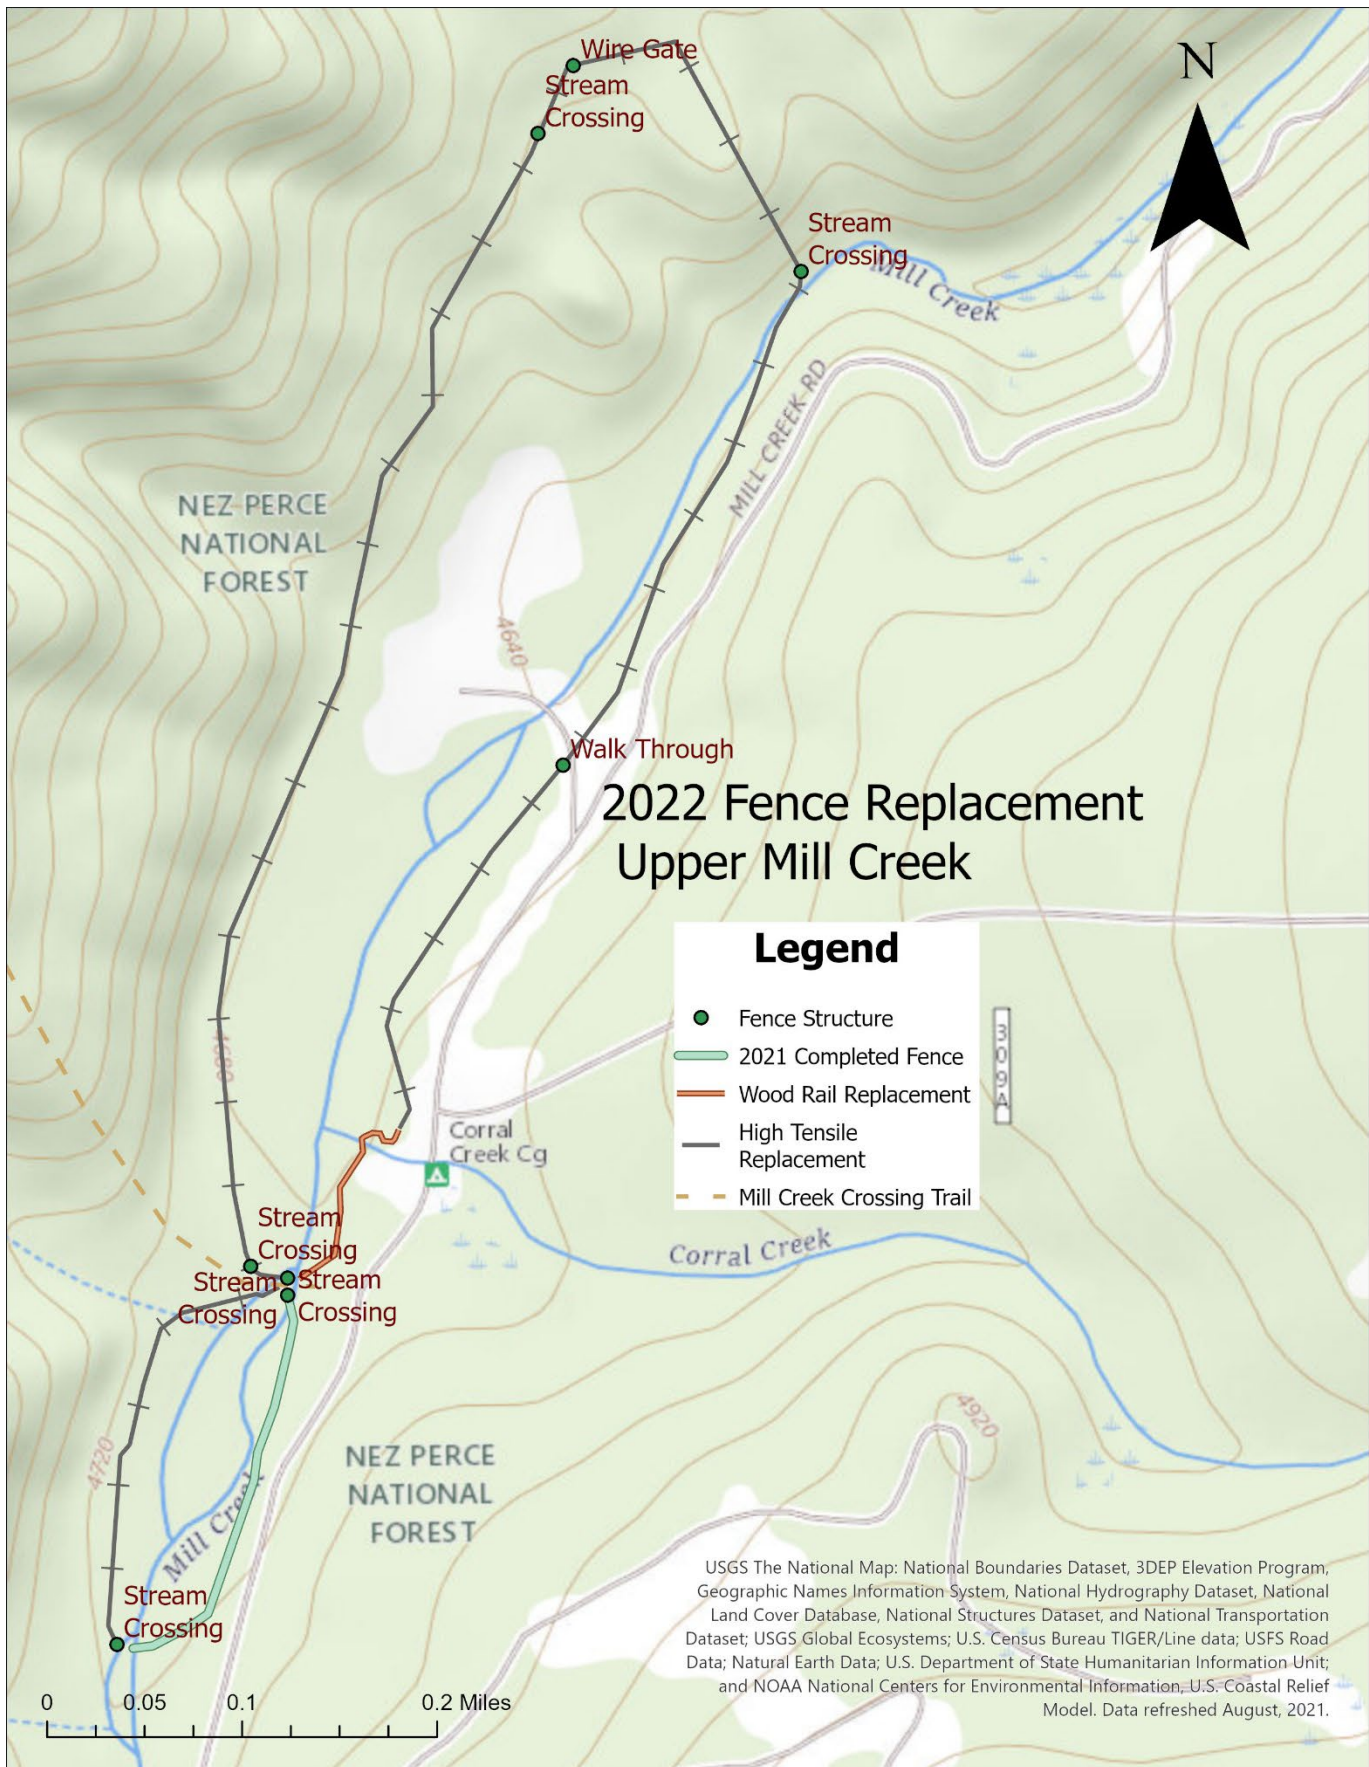 Wire Gate
Stream
Crossing
N
Stream
Crossing
Mill Creek
MILL CREEK RD
NEZ PERCE
NATIONAL
FOREST
4640
Walk Through
2022 Fence Replacement
Upper Mill Creek
Legend
Fence Structure
2021 Completed Fence
Wood Rail Replacement
High Tensile
Replacement
Mill Creek Crossing Trail
309A
4680
Corral
Creek Cg
Corral Creek
Stream
Crossing
Stream
Crossing
Stream
Crossing
4720
4920
NEZ PERCE
NATIONAL
FOREST
Mill Creek
Stream
Crossing
USGS The National Map: National Boundaries Dataset, 3DEP Elevation Program,
Geographic Names Information System, National Hydrography Dataset, National
Land Cover Database, National Structures Dataset, and National Transportation
Dataset; USGS Global Ecosystems; U.S. Census Bureau TIGER/Line data; USFS Road
Data; Natural Earth Data; U.S. Department of State Humanitarian Information Unit;
and NOAA National Centers for Environmental Information, U.S. Coastal Relief
Model. Data refreshed August, 2021.
0 0.05 0.1 0.2 Miles